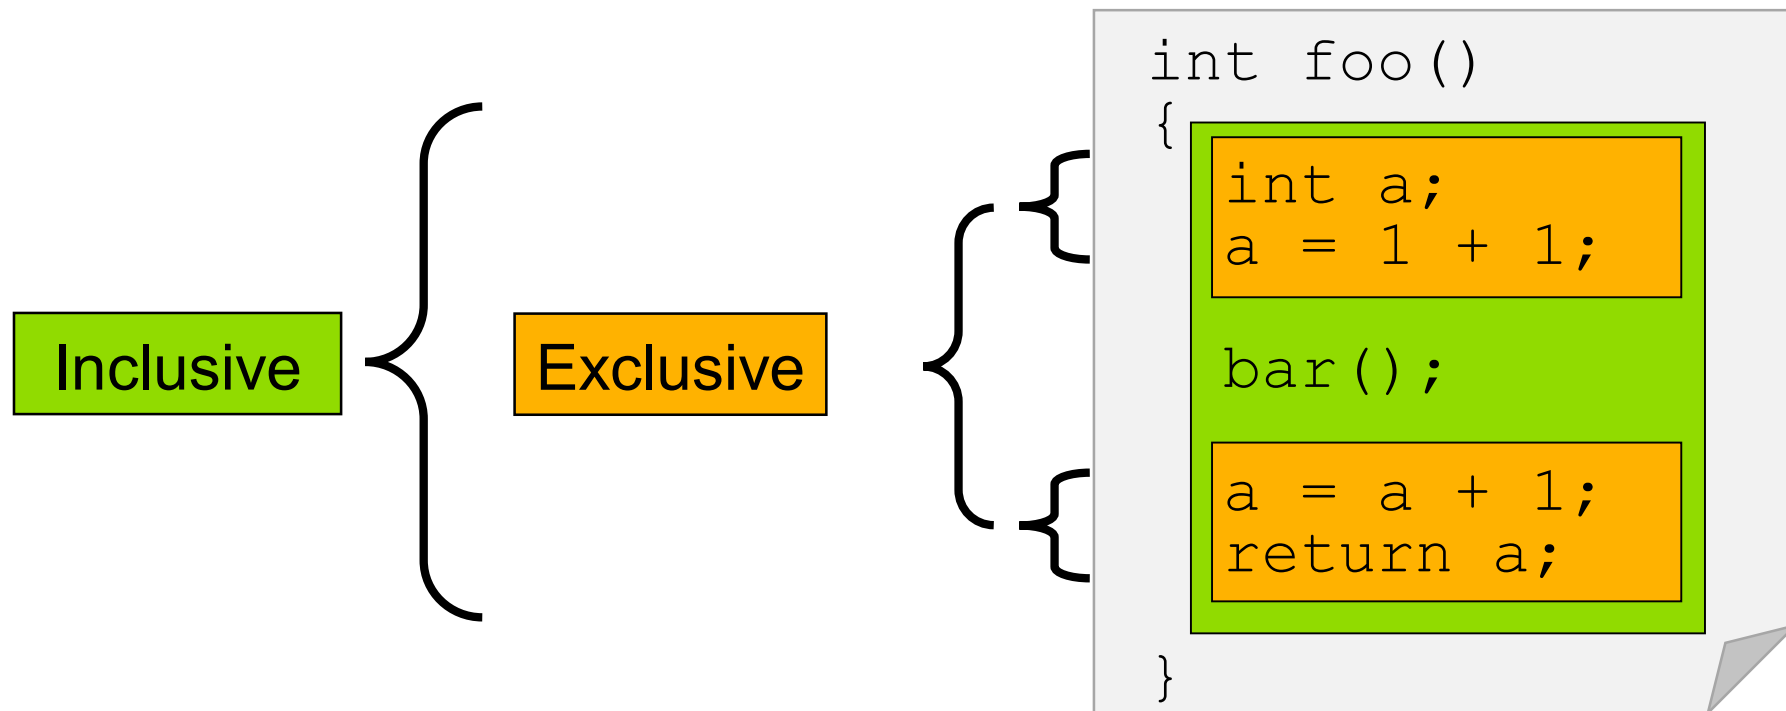 Inclusive
Exclusive
int foo()
{
int a;
a = 1 + 1;
bar();
a = a + 1;
return a;
}